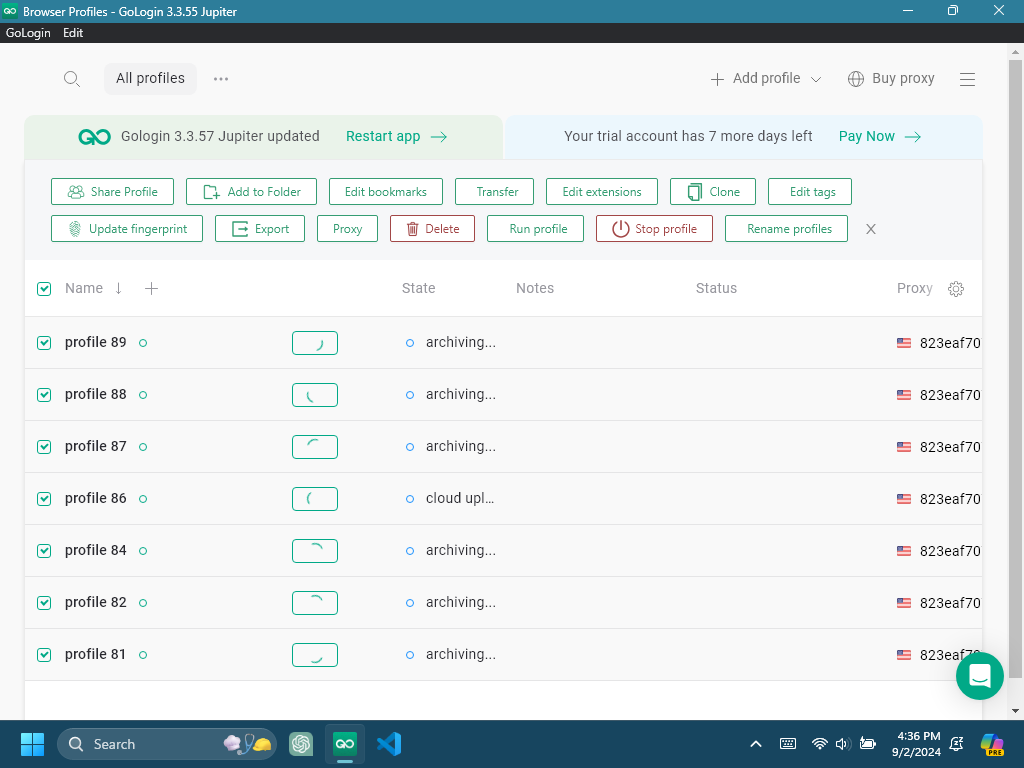 Browser Profiles - GoLogin 3.3.55 Jupiter
GoLogin Edit
All profiles
Add profile
Buy proxy
Gologin 3.3.57 Jupiter updated Restart app
Your trial account has 7 more days left Pay Now
Share Profile Add to Folder Edit bookmarks Transfer Edit extensions Clone Edit tags
Update fingerprint Export Proxy Delete Run profile Stop profile Rename profiles
Name State Notes Status Proxy
profile 89 archiving... 823eaf70
profile 88 archiving... 823eaf70
profile 87 archiving... 823eaf70
profile 86 cloud upl... 823eaf70
profile 84 archiving... 823eaf70
profile 82 archiving... 823eaf70
profile 81 archiving... 823eaf70
Search
4:36 PM
9/2/2024
PRE